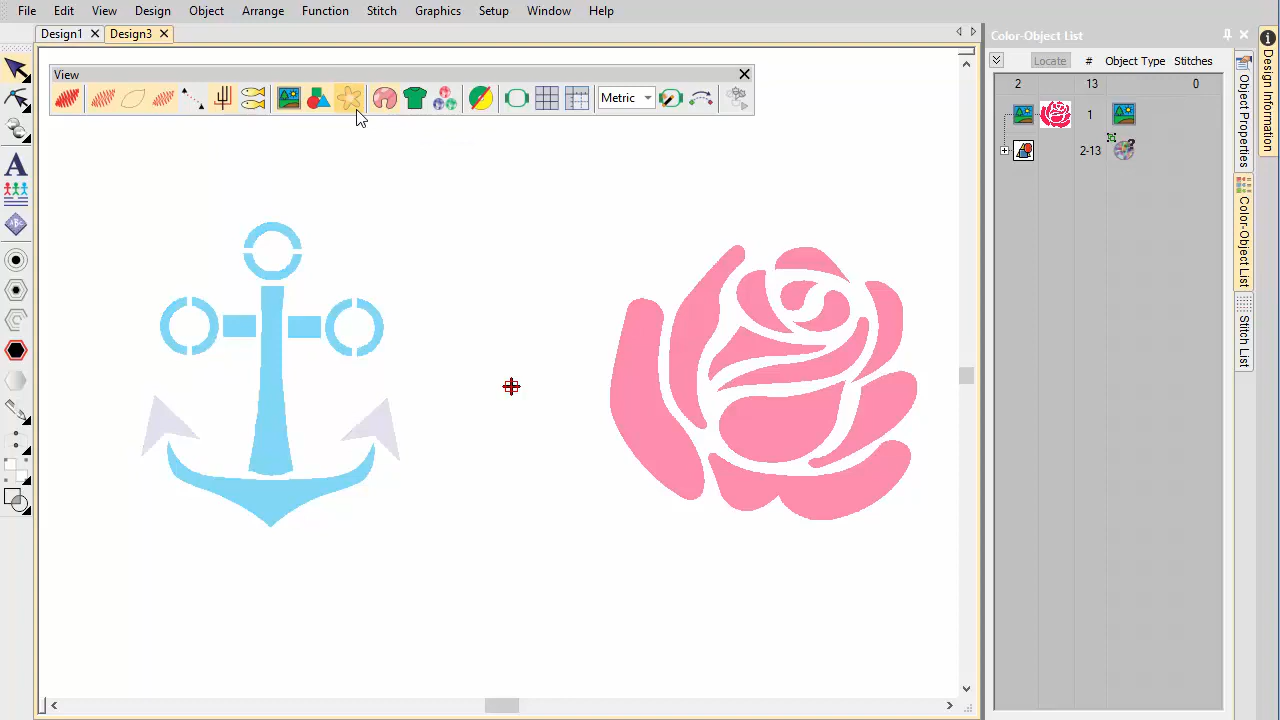 File Edit View Design Object Arrange Function Stitch Graphics Setup Window Help
Design1 Design3
View
Metric
A
ABC
Color-Object List
Locate # Object Type Stitches
2 13 0
1
2-13
Object Properties
Color-Object List
Stitch List
Design Information